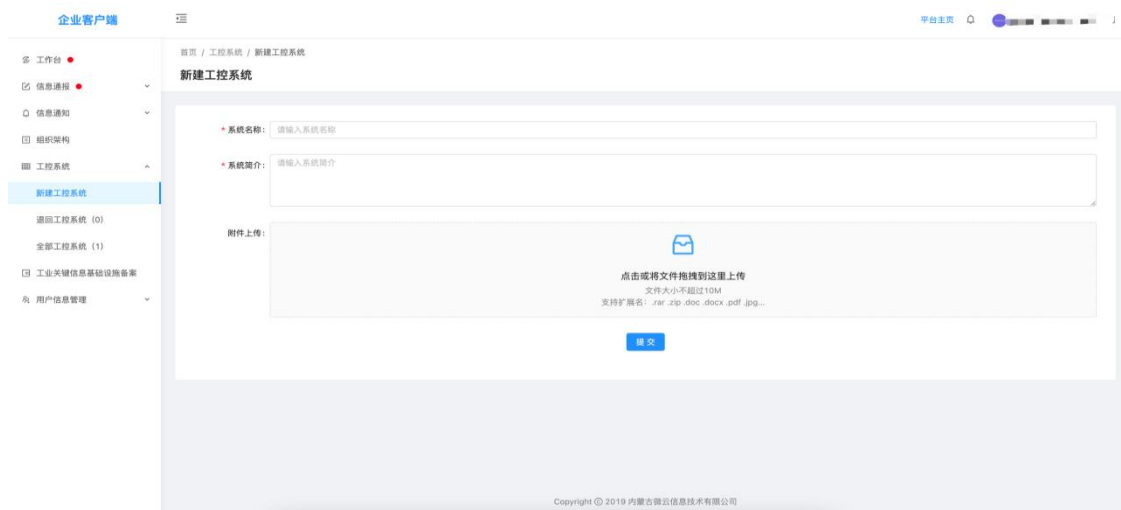 企业客户端
平台主页
工作台
信息通报
信息通知
组织架构
工控系统
新建工控系统
退回工控系统（0）
全部工控系统（1）
工业关键信息基础设施备案
用户信息管理
首页 / 工控系统 / 新建工控系统
新建工控系统
* 系统名称: 请输入系统名称
* 系统简介: 请输入系统简介
附件上传:
点击或将文件拖拽到这里上传
文件大小不超过10M
支持扩展名: .rar .zip .doc .docx .pdf .jpg...
提 交
Copyright © 2019 内蒙古微云信息技术有限公司